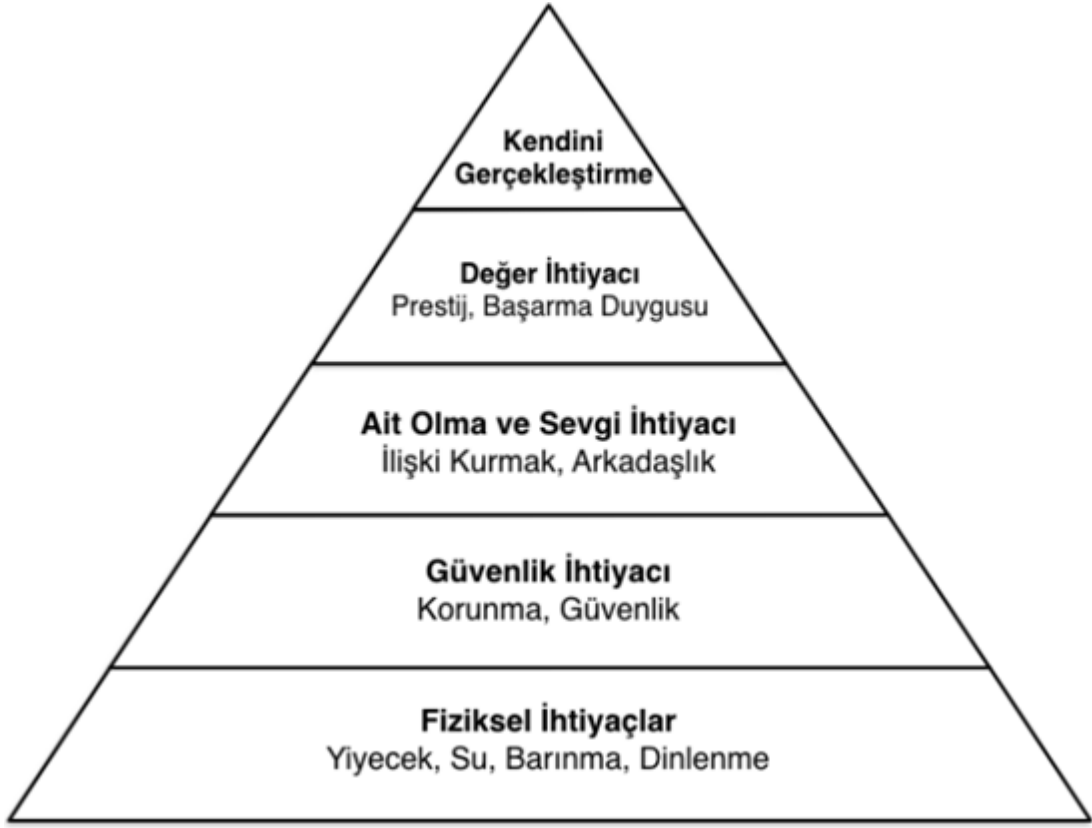 Kendini
Gerçekleştirme
Değer İhtiyacı
Prestij, Başarma Duygusu
Ait Olma ve Sevgi İhtiyacı
İlişki Kurmak, Arkadaşlık
Güvenlik İhtiyacı
Korunma, Güvenlik
Fiziksel İhtiyaçlar
Yiyecek, Su, Barınma, Dinlenme